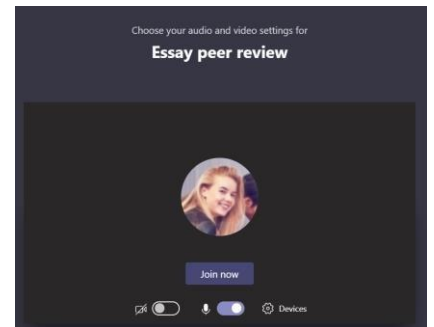 Choose your audio and video settings for
Essay peer review
Join now
Devices